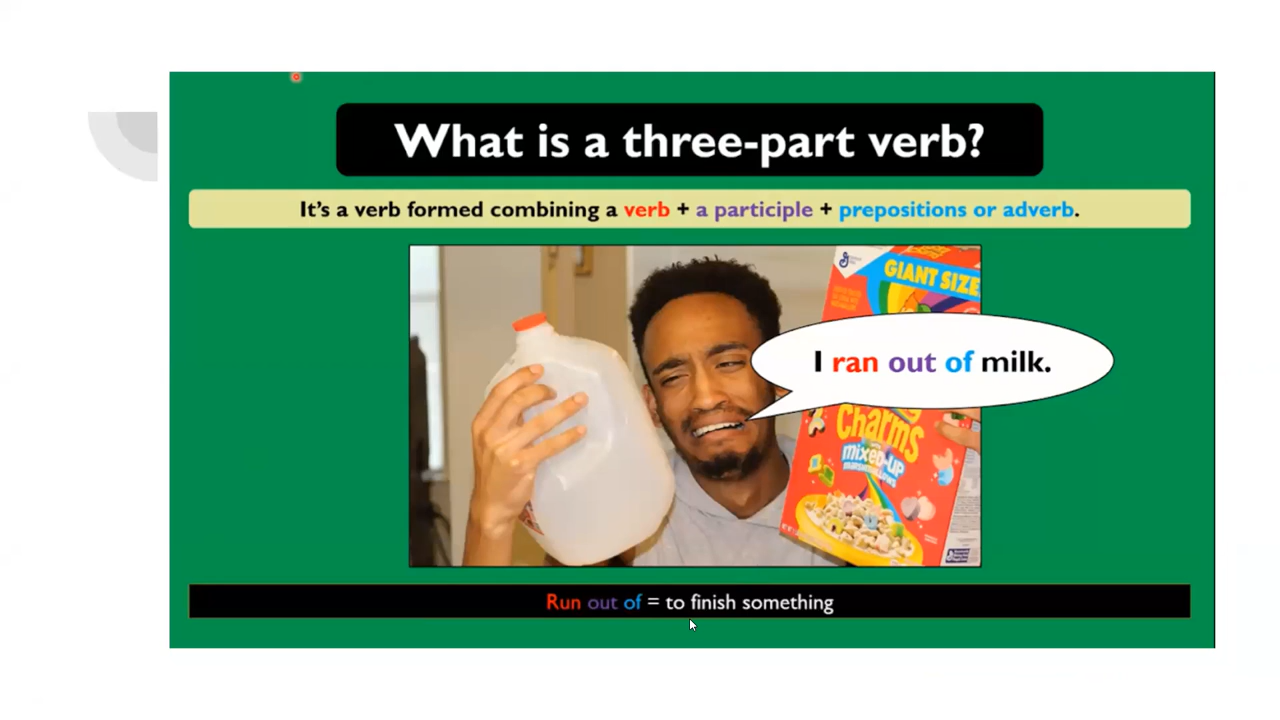 What is a three-part verb?
It's a verb formed combining a verb + a participle + prepositions or adverb.
GIANT SIZE
I ran out of milk.
Charms
mixed-up
marshmallows
Run out of = to finish something